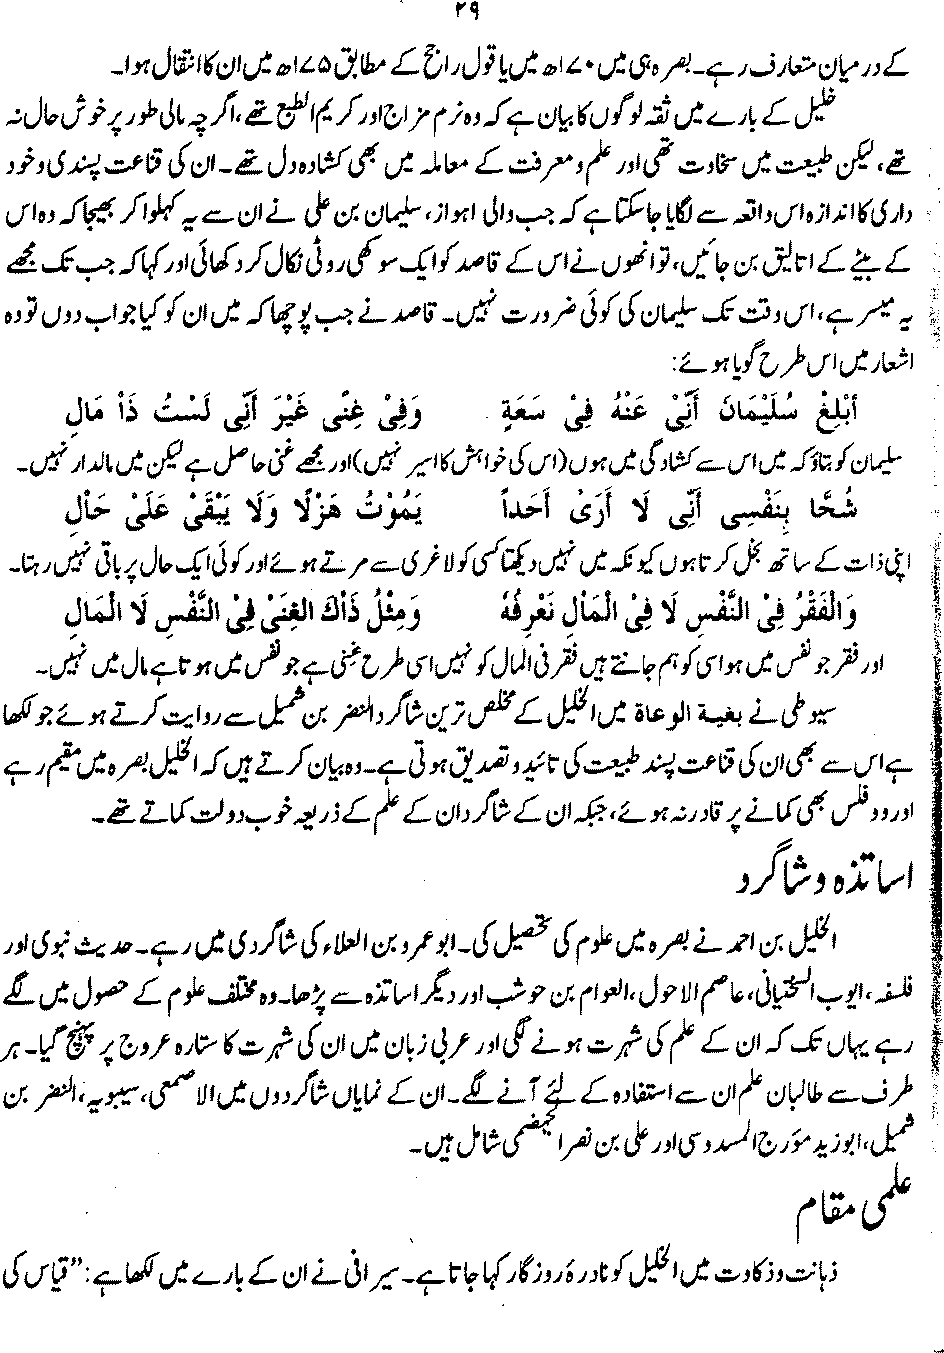 ۲۹
کے درمیان متعارف رہے۔ بصرہ ہی میں ۱۷۰ھ میں یا قول راجح کے مطابق ۱۷۵ھ میں ان کا انتقال ہوا۔
خلیل کے بارے میں ثقہ لوگوں کا بیان ہے کہ وہ نرم مزاج اور کریم الطبع تھے، اگرچہ مالی طور پر خوش حال نہ
تھے، لیکن طبیعت میں سخاوت تھی اور علم و معرفت کے معاملہ میں بھی کشادہ دل تھے۔ ان کی قناعت پسندی و خود
داری کا اندازہ اس واقعہ سے لگایا جاسکتا ہے کہ جب والی اہواز، سلیمان بن علی نے ان سے یہ کہلوا کر بھیجا کہ وہ اس
کے بیٹے کے اتالیق بن جائیں، تو انھوں نے اس کے قاصد کو ایک سوکھی روٹی نکال کر دکھائی اور کہا کہ جب تک مجھے
یہ میسر ہے، اس وقت تک سلیمان کی کوئی ضرورت نہیں۔ قاصد نے جب پوچھا کہ میں ان کو کیا جواب دوں تو وہ
اشعار میں اس طرح گویا ہوئے:
أَبْلِغْ سُلَيْمَانَ أَنِّيْ عَنْهُ فِيْ سَعَةٍ وَفِيْ غِنًى غَيْرَ أَنِّي لَسْتُ ذَا مَالِ
سلیمان کو بتاؤ کہ میں اس سے کشادگی میں ہوں (اس کی خواہش کا اسیر نہیں) اور مجھے غنی حاصل ہے لیکن میں مالدار نہیں۔
شُحًّا بِنَفْسِي أَنِّي لَا أَرَىْ أَحَداً يَمُوْتُ هَزْلًا وَلَا يَبْقَىْ عَلَىْ حَالِ
اپنی ذات کے ساتھ بخل کرتا ہوں کیونکہ میں نہیں دیکتا کسی کو لاغری سے مرتے ہوئے اور کوئی ایک حال پر باقی نہیں رہتا۔
وَالْفَقْرُ فِيْ النَّفْسِ لَا فِيْ الْمَالِ نَعْرِفُهُ وَمِثْلُ ذَاكَ الغِنَىْ فِيْ النَّفْسِ لَا الْمَالِ
اور فقر جو نفس میں ہو اسی کو ہم جانتے ہیں فقر فی المال کو نہیں اسی طرح غنی ہے جو نفس میں ہوتا ہے مال میں نہیں۔
سیوطی نے بغیۃ الوعاۃ میں الخلیل کے مخلص ترین شاگرد النضر بن شمیل سے روایت کرتے ہوئے جو لکھا
ہے اس سے بھی ان کی قناعت پسند طبیعت کی تائید و تصدیق ہوتی ہے۔ وہ بیان کرتے ہیں کہ الخلیل بصرہ میں مقیم رہے
اور دو فلس بھی کمانے پر قادر نہ ہوئے، جبکہ ان کے شاگرد ان کے علم کے ذریعہ خوب دولت کماتے تھے۔
اساتذہ و شاگرد
الخلیل بن احمد نے بصرہ میں علوم کی تحصیل کی۔ ابو عمرو بن العلاء کی شاگردی میں رہے۔ حدیث نبوی اور
فلسفہ، ایوب السختیانی، عاصم الاحول، العوام بن حوشب اور دیگر اساتذہ سے پڑھا۔ وہ مختلف علوم کے حصول میں لگے
رہے یہاں تک کہ ان کے علم کی شہرت ہونے لگی اور عربی زبان میں ان کی شہرت کا ستارہ عروج پر پہنچ گیا۔ ہر
طرف سے طالبان علم ان سے استفادہ کے لئے آنے لگے۔ ان کے نمایاں شاگردوں میں الاصمعی، سیبویہ، النضر بن
شمیل، ابوزید مؤرج السدوسی اور علی بن نصر الجہضمی شامل ہیں۔
علمی مقام
ذہانت و ذکاوت میں الخلیل کو نادرۂ روزگار کہا جاتا ہے۔ سیرافی نے ان کے بارے میں لکھا ہے: "قیاس کی